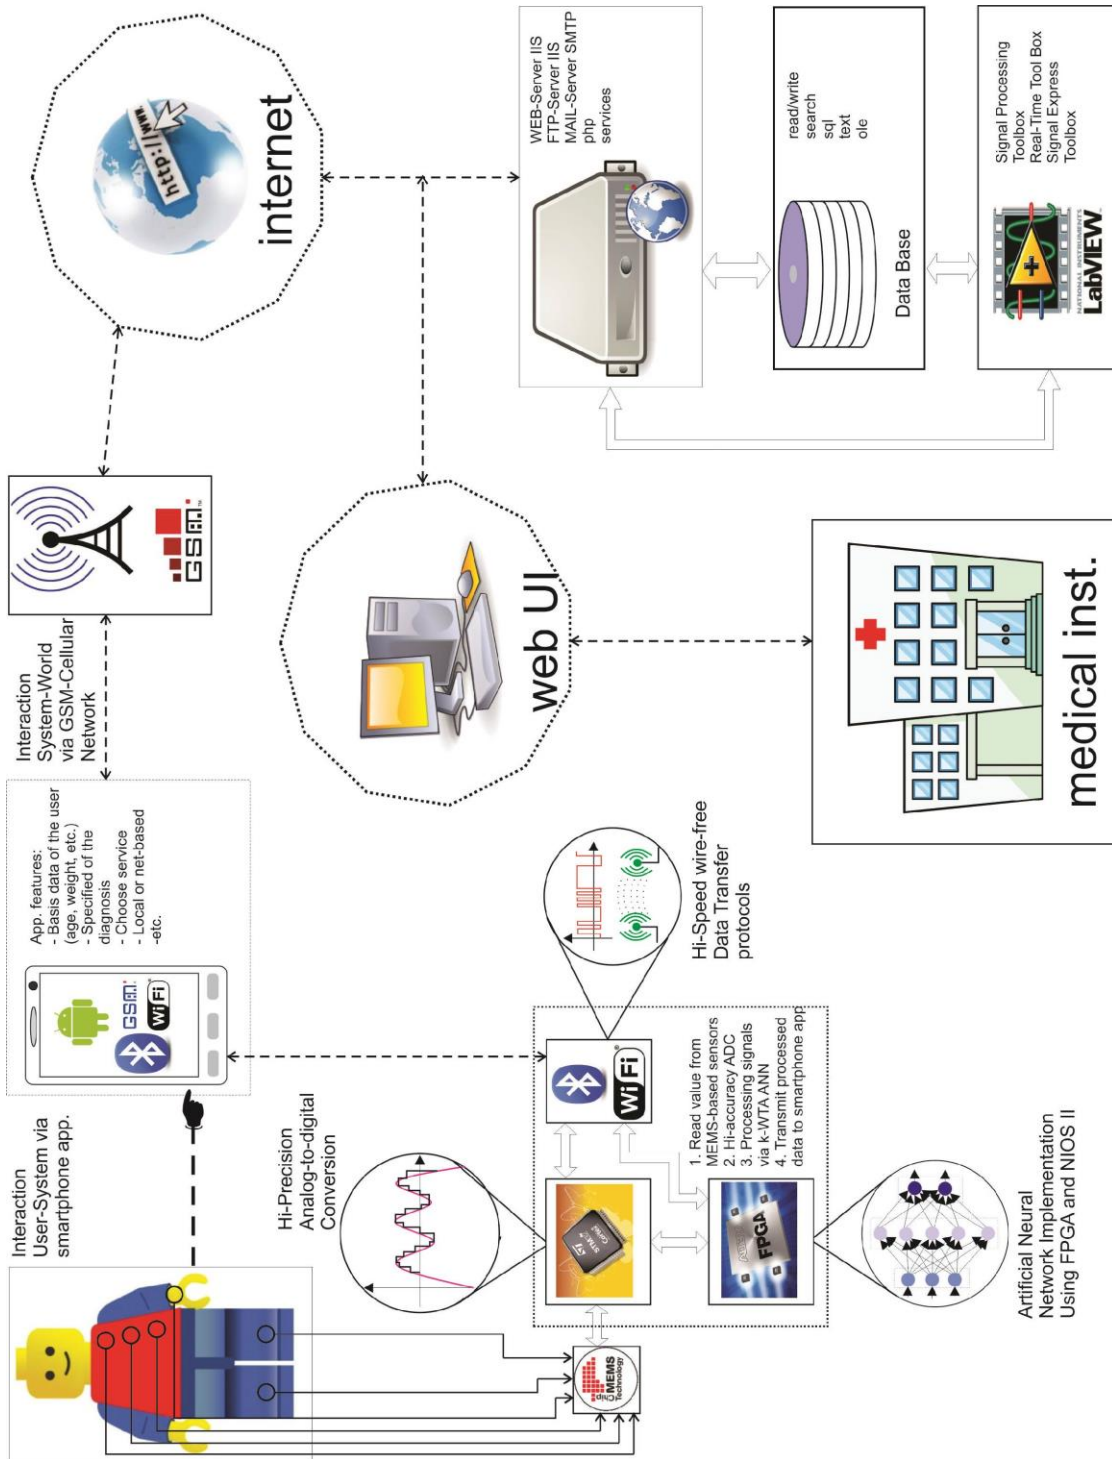 Interaction
User-System via
smartphone app.
App. features:
- Basis data of the user
(age, weight, etc.)
- Specified of the
diagnosis
- Choose service
- Local or net-based
-etc.
GSM
WiFi
Interaction
System-World
via GSM-Cellular
Network
GSM
http://www.
internet
Hi-Precision
Analog-to-digital
Conversion
Chip
MEMS
Technology
FPGA
WiFi
1. Read value from
MEMS-based sensors
2. Hi-accuracy ADC
3. Processing signals
via k-WTA ANN
4. Transmit processed
data to smartphone app
Hi-Speed wire-free
Data Transfer
protocols
Artificial Neural
Network Implementation
Using FPGA and NIOS II
web UI
medical inst.
WEB-Server IIS
FTP-Server IIS
MAIL-Server SMTP
php
services
read/write
search
sql
text
ole
Data Base
Signal Processing
Toolbox
Real-Time Tool Box
Signal Express
Toolbox
NATIONAL INSTRUMENTS
LabVIEW